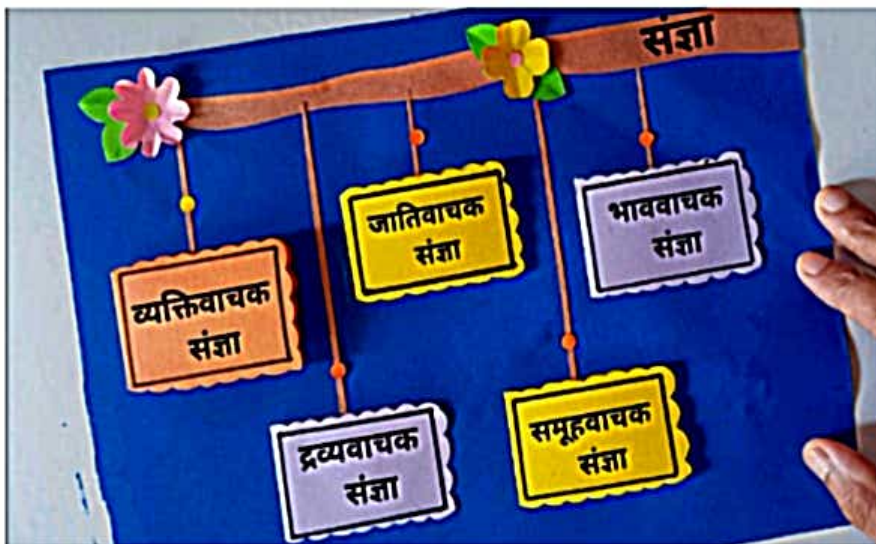 संज्ञा
व्यक्तिवाचक
संज्ञा
द्रव्यवाचक
संज्ञा
जातिवाचक
संज्ञा
समूहवाचक
संज्ञा
भाववाचक
संज्ञा